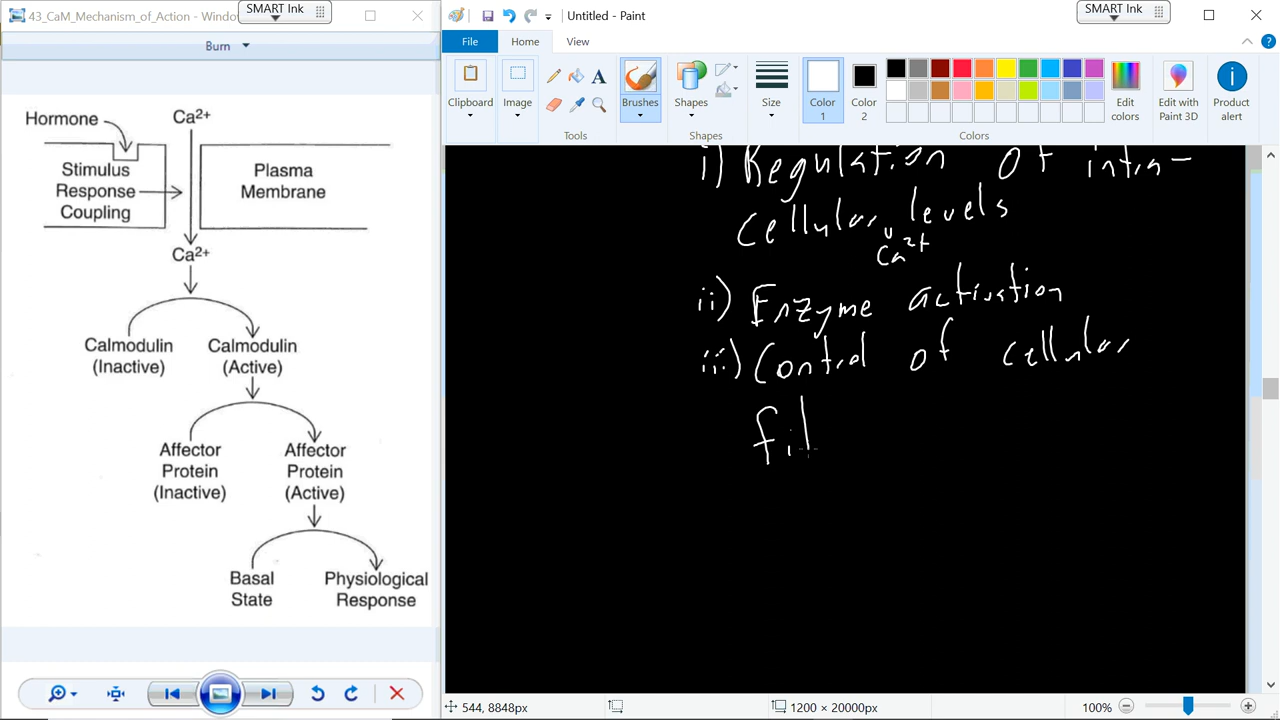 43_CaM_Mechanism_of_Action - Windo
SMART Ink
Burn
Hormone
Ca2+
Stimulus
Response
Coupling
Plasma
Membrane
Ca2+
Calmodulin
(Inactive)
Calmodulin
(Active)
Affector
Protein
(Inactive)
Affector
Protein
(Active)
Basal
State
Physiological
Response
Untitled - Paint
SMART Ink
File
Home
View
Clipboard
Image
Tools
Brushes
Shapes
Shapes
Size
Color
1
Color
2
Colors
Edit
colors
Edit with
Paint 3D
Product
alert
i) Regulation of intra-
cellular levels
Ca2+
ii) Enzyme activation
iii) Control of cellular
fil
544, 8848px
1200 × 20000px
100%